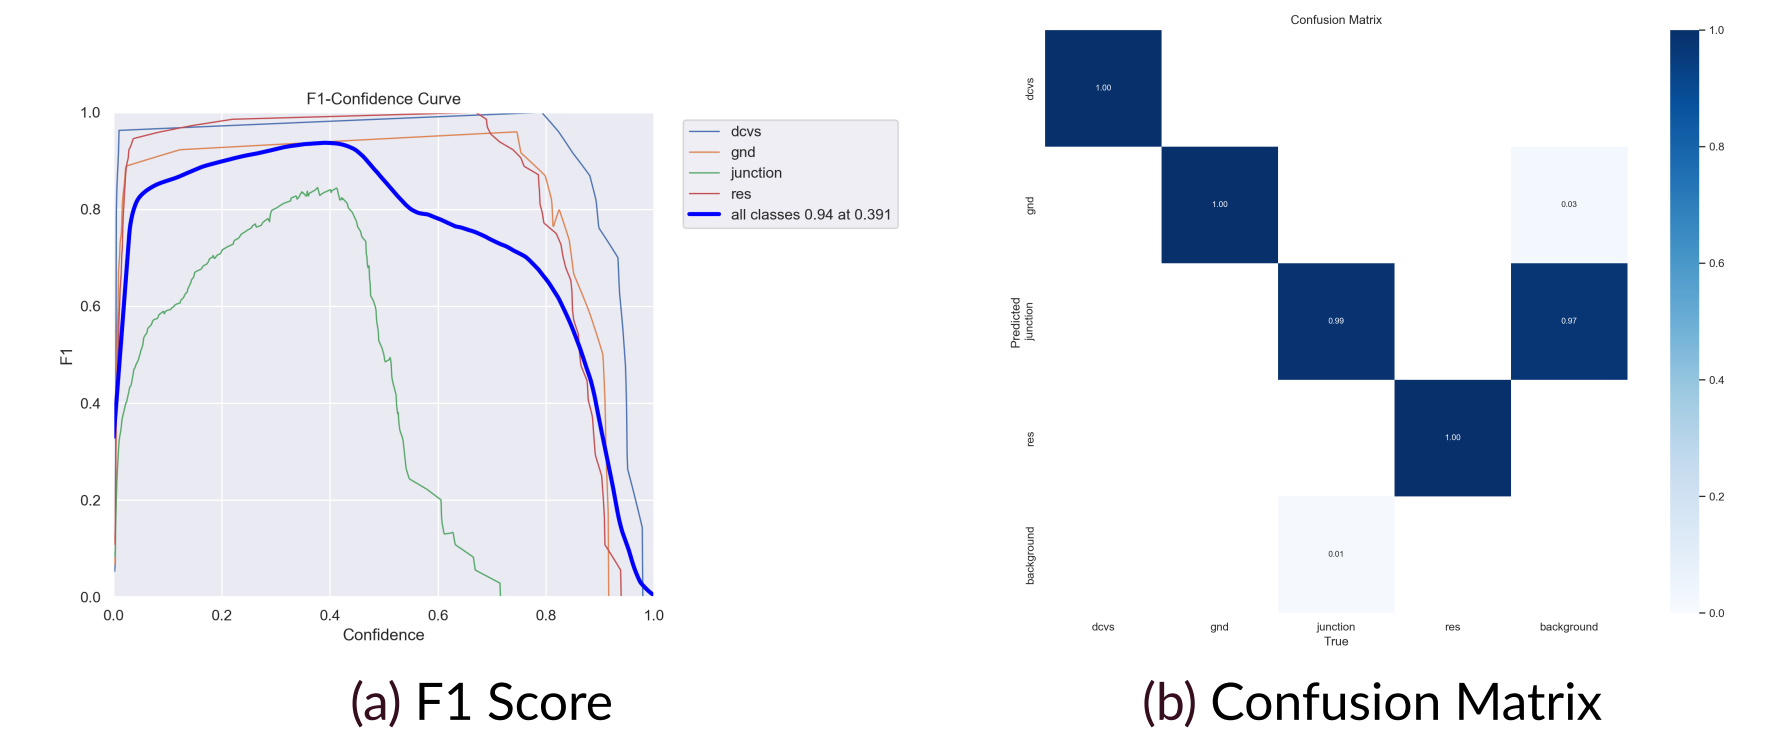 F1-Confidence Curve
1.0
0.8
0.6
0.4
0.2
0.0
F1
0.0 0.2 0.4 0.6 0.8 1.0
Confidence
dcvs
gnd
junction
res
all classes 0.94 at 0.391
(a) F1 Score
Confusion Matrix
dcvs
gnd
junction
res
background
Predicted
1.00
1.00 0.03
0.99 0.97
1.00
0.01
dcvs gnd junction res background
True
1.0
0.8
0.6
0.4
0.2
0.0
(b) Confusion Matrix